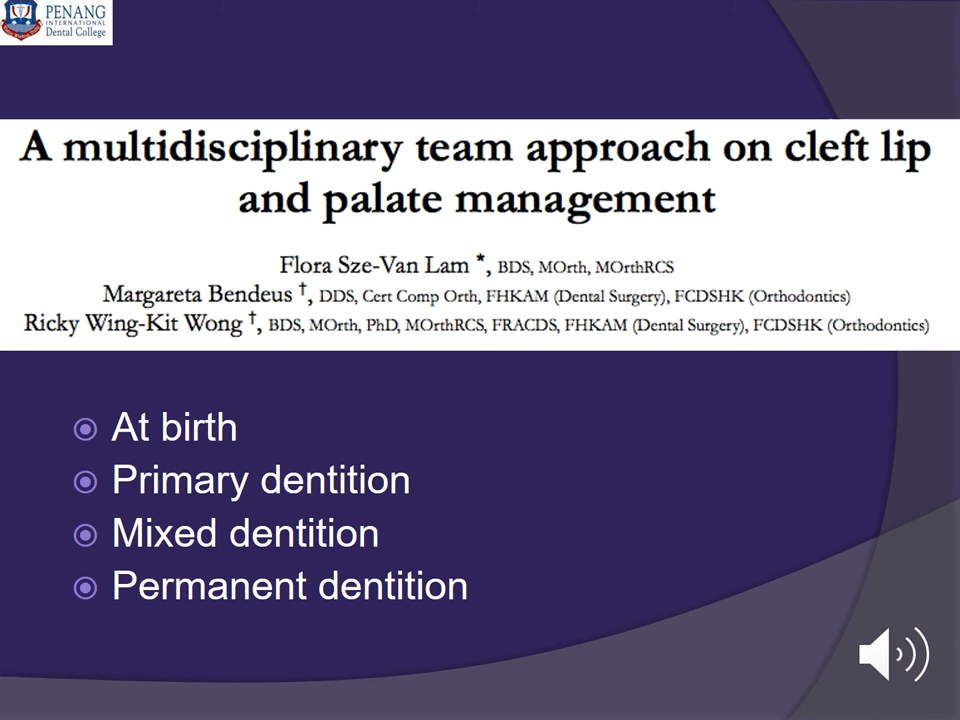 PENANG
INTERNATIONAL
Dental College
A multidisciplinary team approach on cleft lip
and palate management
Flora Sze-Van Lam *, BDS, MOrth, MOrthRCS
Margareta Bendeus †, DDS, Cert Comp Orth, FHKAM (Dental Surgery), FCDSHK (Orthodontics)
Ricky Wing-Kit Wong †, BDS, MOrth, PhD, MOrthRCS, FRACDS, FHKAM (Dental Surgery), FCDSHK (Orthodontics)
At birth
Primary dentition
Mixed dentition
Permanent dentition